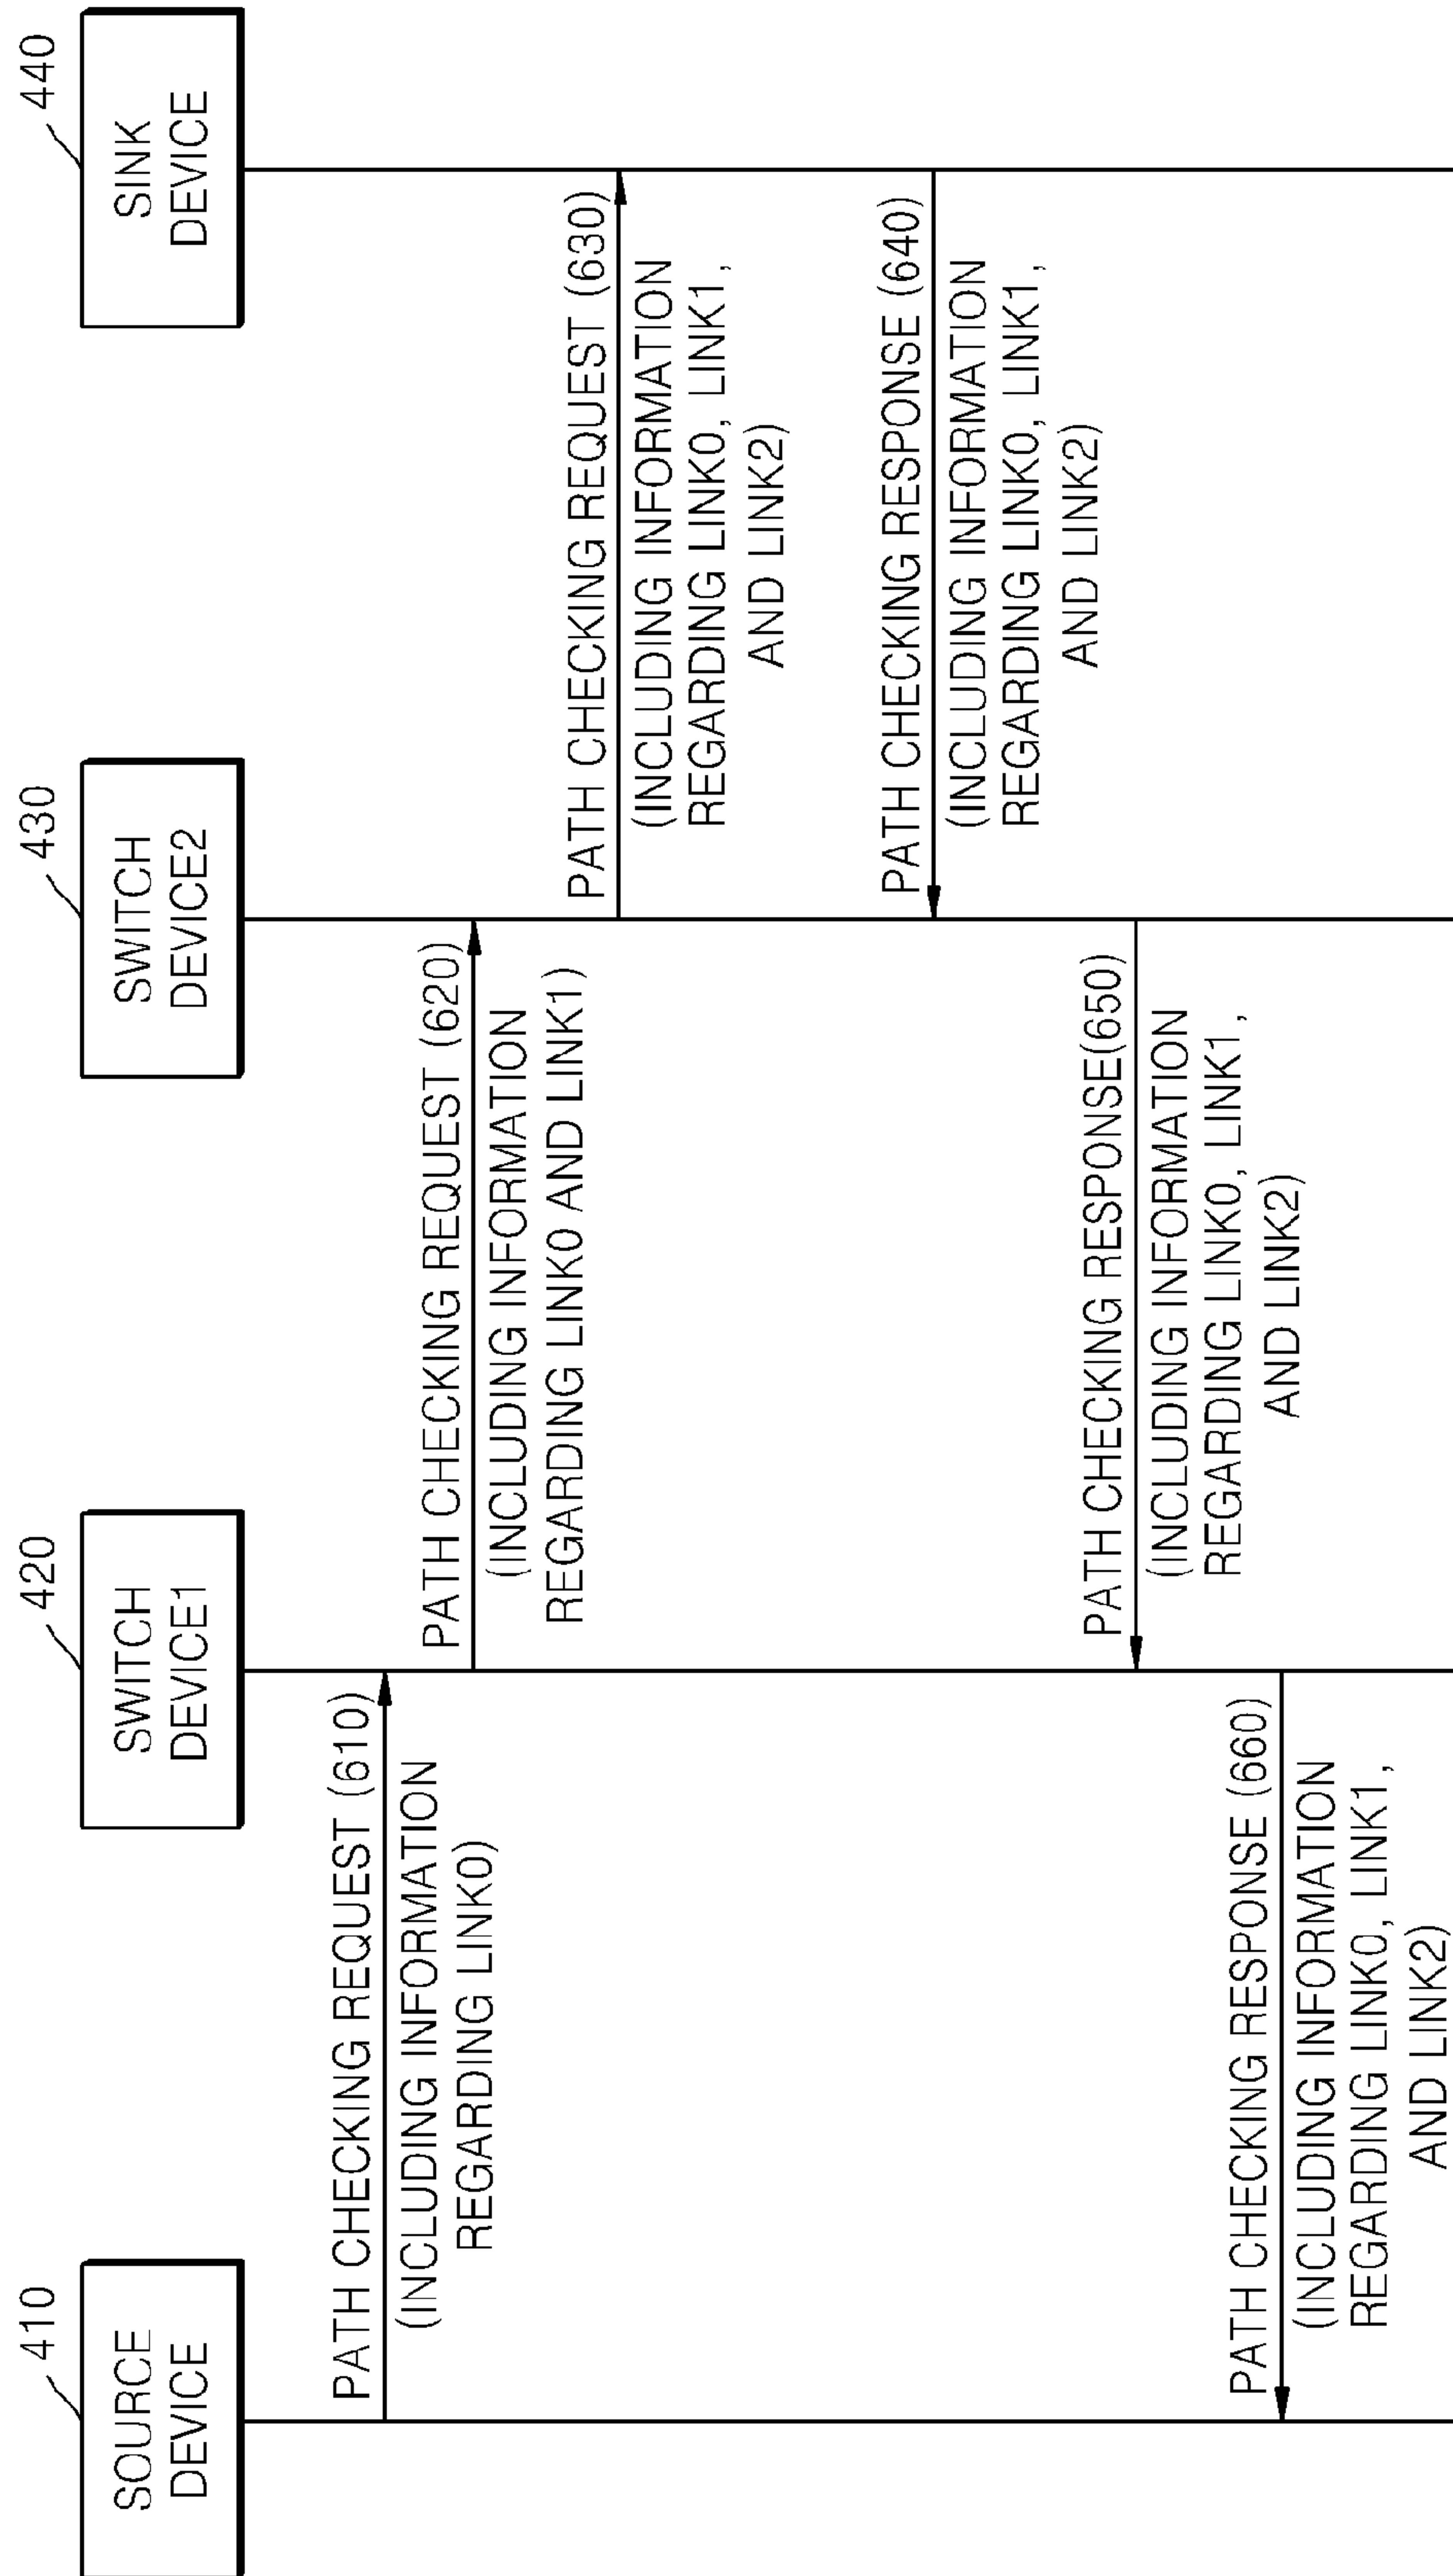 410
SOURCE
DEVICE
420
SWITCH
DEVICE1
430
SWITCH
DEVICE2
440
SINK
DEVICE
PATH CHECKING REQUEST (610)
(INCLUDING INFORMATION
REGARDING LINK0)
PATH CHECKING REQUEST (620)
(INCLUDING INFORMATION
REGARDING LINK0 AND LINK1)
PATH CHECKING REQUEST (630)
(INCLUDING INFORMATION
REGARDING LINK0, LINK1,
AND LINK2)
PATH CHECKING RESPONSE (640)
(INCLUDING INFORMATION
REGARDING LINK0, LINK1,
AND LINK2)
PATH CHECKING RESPONSE(650)
(INCLUDING INFORMATION
REGARDING LINK0, LINK1,
AND LINK2)
PATH CHECKING RESPONSE (660)
(INCLUDING INFORMATION
REGARDING LINK0, LINK1,
AND LINK2)